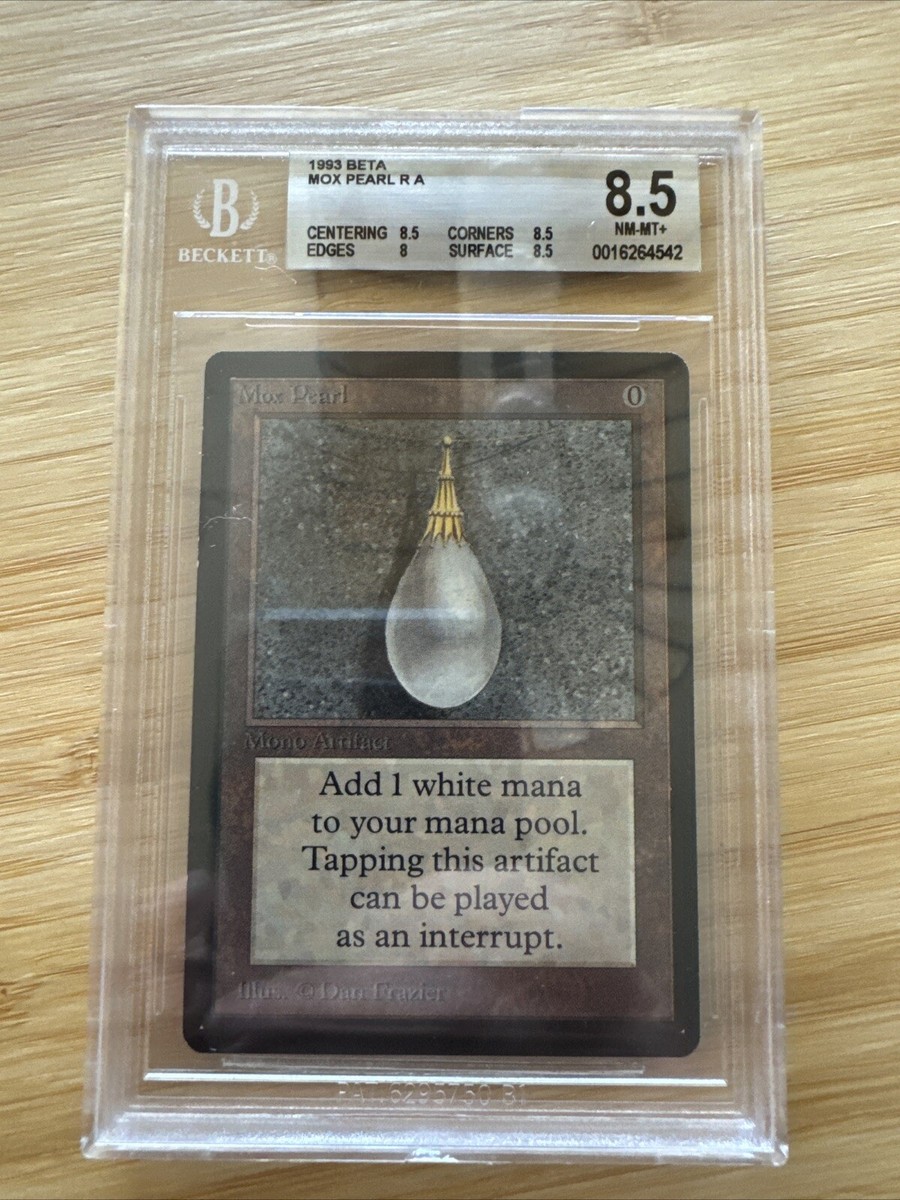 1993 BETA
MOX PEARL R A
8.5
NM-MT+
CENTERING 8.5 CORNERS 8.5
EDGES 8 SURFACE 8.5
0016264542
B
BECKETT®
Mox Pearl 0
Mono Artifact
Add 1 white mana
to your mana pool.
Tapping this artifact
can be played
as an interrupt.
Illus. © Dan Frazier